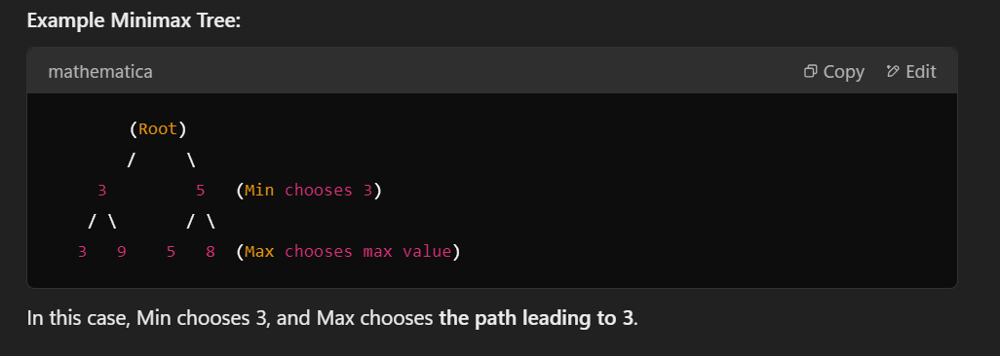 Example Minimax Tree:
mathematica
Copy
Edit
(Root)
/ \
3 5 (Min chooses 3)
/ \ / \
3 9 5 8 (Max chooses max value)
In this case, Min chooses 3, and Max chooses the path leading to 3.